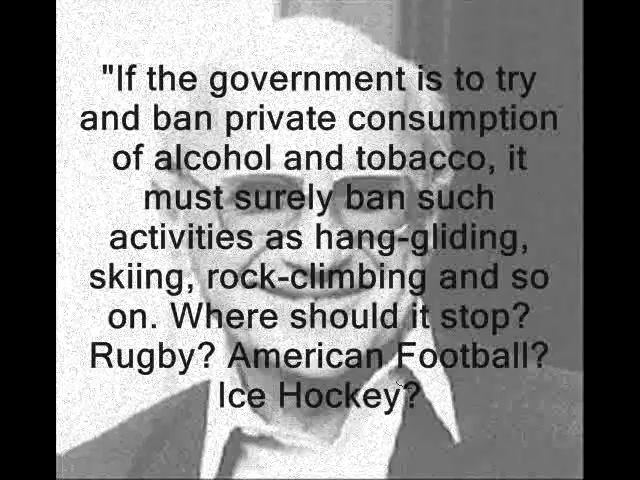 "If the government is to try
and ban private consumption
of alcohol and tobacco, it
must surely ban such
activities as hang-gliding,
skiing, rock-climbing and so
on. Where should it stop?
Rugby? American Football?
Ice Hockey?